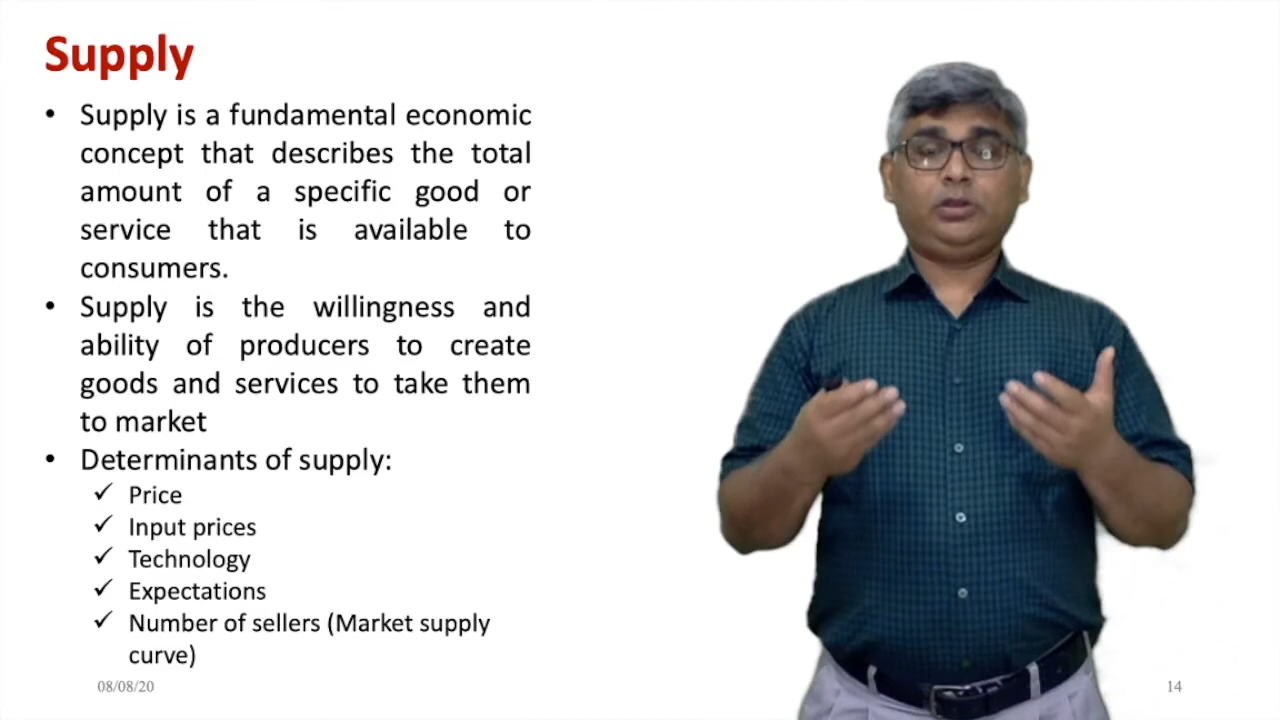 Supply
• Supply is a fundamental economic
concept that describes the total
amount of a specific good or
service that is available to
consumers.
• Supply is the willingness and
ability of producers to create
goods and services to take them
to market
• Determinants of supply:
✓ Price
✓ Input prices
✓ Technology
✓ Expectations
✓ Number of sellers (Market supply
curve)
08/08/20
14